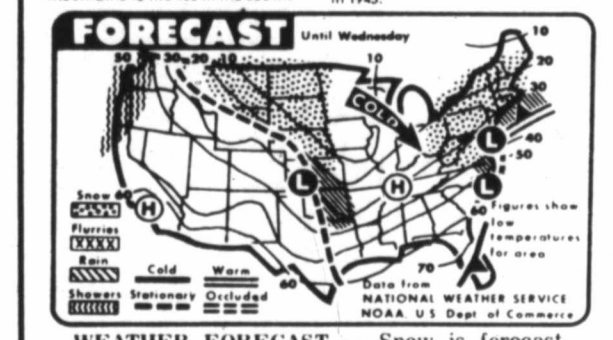 in 1945.
FORECAST
Until Wednesday
50 30 20 10 10 10
20
30
COLD
L
40
50
L
H
L
60
H
60
Snow
Flurries
Rain
Showers
Cold
Warm
Stationary
Occluded
60
70
Figures show
low
temperatures
for area
Data from
NATIONAL WEATHER SERVICE
NOAA, U.S. Dept of Commerce
WEATHER FORECAST Snow is forecast